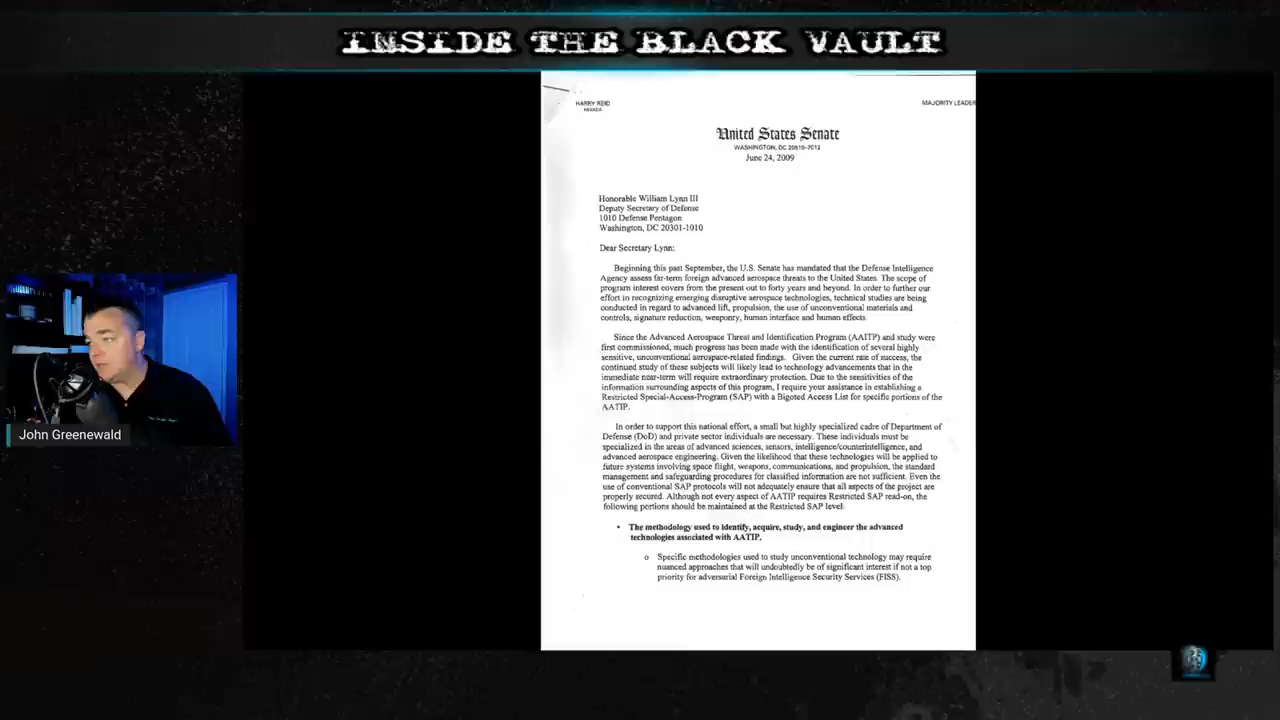 INSIDE THE BLACK VAULT
HARRY REID
NEVADA
MAJORITY LEADER
United States Senate
WASHINGTON, DC 20510-7012
June 24, 2009
Honorable William Lynn III
Deputy Secretary of Defense
1010 Defense Pentagon
Washington, DC 20301-1010
Dear Secretary Lynn:
Beginning this past September, the U.S. Senate has mandated that the Defense Intelligence
Agency assess far-term foreign advanced aerospace threats to the United States. The scope of
program interest covers from the present out to forty years and beyond. In order to further our
effort in recognizing emerging disruptive aerospace technologies, technical studies are being
conducted in regard to advanced lift, propulsion, the use of unconventional materials and
controls, signature reduction, weaponry, human interface and human effects.
Since the Advanced Aerospace Threat and Identification Program (AAITP) and study were
first commissioned, much progress has been made with the identification of several highly
sensitive, unconventional aerospace-related findings. Given the current rate of success, the
continued study of these subjects will likely lead to technology advancements that in the
immediate near-term will require extraordinary protection. Due to the sensitivities of the
information surrounding aspects of this program, I require your assistance in establishing a
Restricted Special-Access-Program (SAP) with a Bigoted Access List for specific portions of the
AATIP.
In order to support this national effort, a small but highly specialized cadre of Department of
Defense (DoD) and private sector individuals are necessary. These individuals must be
specialized in the areas of advanced sciences, sensors, intelligence/counterintelligence, and
advanced aerospace engineering. Given the likelihood that these technologies will be applied to
future systems involving space flight, weapons, communications, and propulsion, the standard
management and safeguarding procedures for classified information are not sufficient. Even the
use of conventional SAP protocols will not adequately ensure that all aspects of the project are
properly secured. Although not every aspect of AATIP requires Restricted SAP read-on, the
following portions should be maintained at the Restricted SAP level:
• The methodology used to identify, acquire, study, and engineer the advanced
technologies associated with AATIP.
o Specific methodologies used to study unconventional technology may require
nuanced approaches that will undoubtedly be of significant interest if not a top
priority for adversarial Foreign Intelligence Security Services (FISS).
John Greenewald